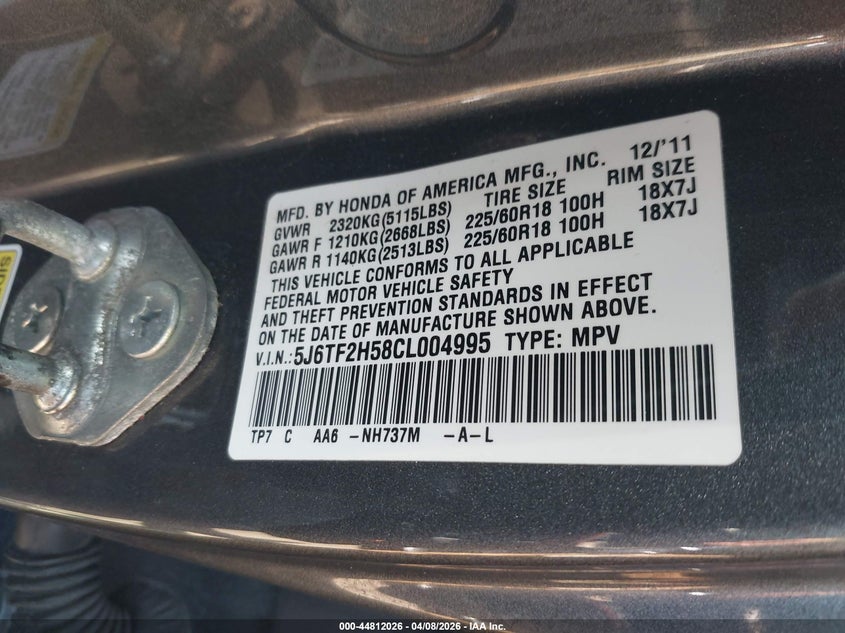 MFD. BY HONDA OF AMERICA MFG., INC. 12/'11
GVWR 2320KG(5115LBS) TIRE SIZE RIM SIZE
GAWR F 1210KG(2668LBS) 225/60R18 100H 18X7J
GAWR R 1140KG(2513LBS) 225/60R18 100H 18X7J
THIS VEHICLE CONFORMS TO ALL APPLICABLE
FEDERAL MOTOR VEHICLE SAFETY
AND THEFT PREVENTION STANDARDS IN EFFECT
ON THE DATE OF MANUFACTURE SHOWN ABOVE.
V.I.N.:5J6TF2H58CL004995 TYPE: MPV
TP7 C AA6 -NH737M -A-L
000-44812026 - 04/08/2026 - IAA Inc.